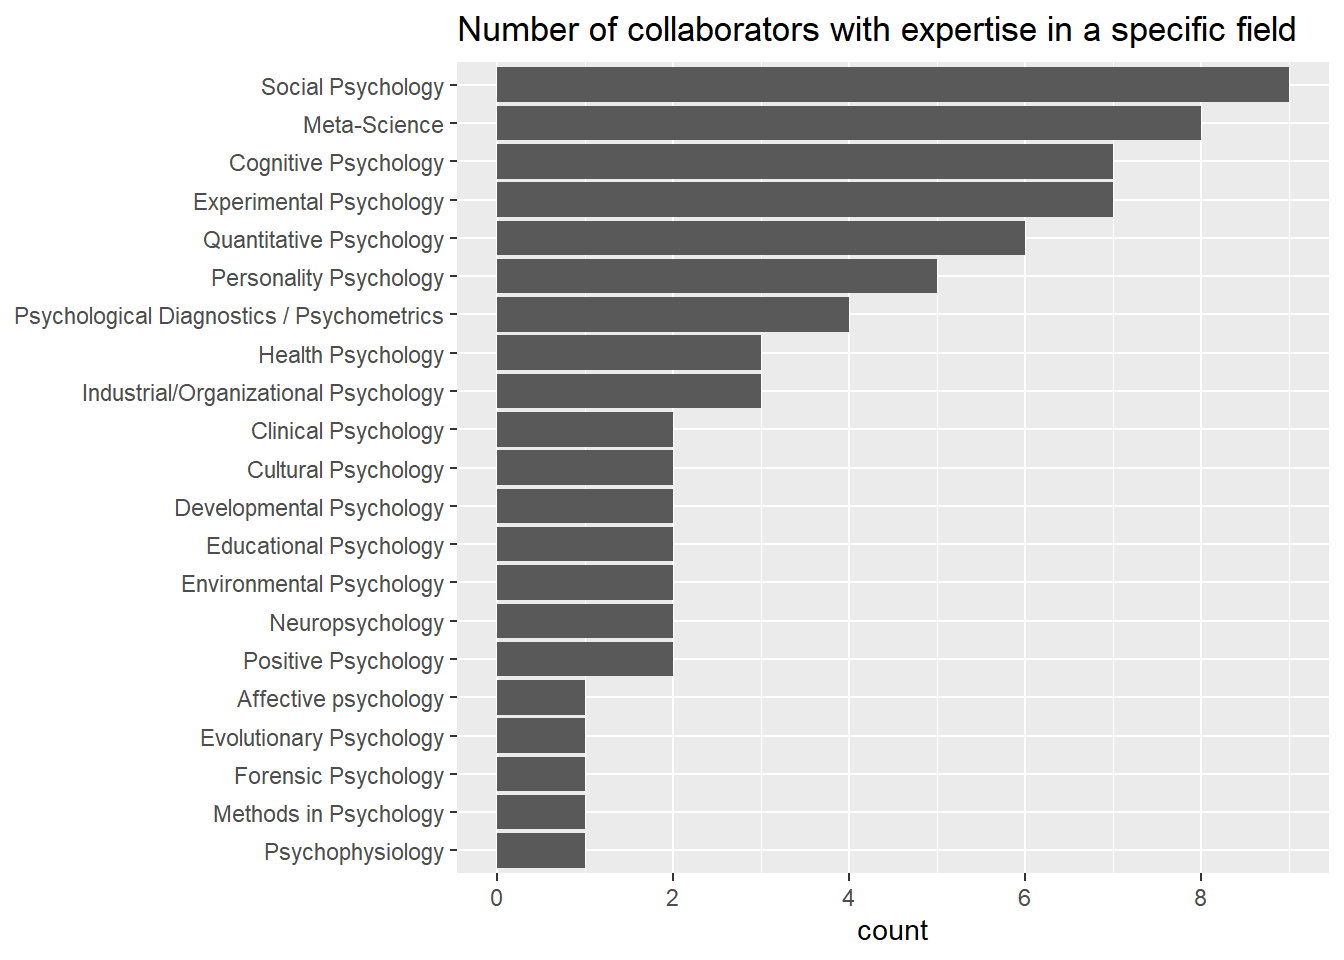 Number of collaborators with expertise in a specific field
Social Psychology
Meta-Science
Cognitive Psychology
Experimental Psychology
Quantitative Psychology
Personality Psychology
Psychological Diagnostics / Psychometrics
Health Psychology
Industrial/Organizational Psychology
Clinical Psychology
Cultural Psychology
Developmental Psychology
Educational Psychology
Environmental Psychology
Neuropsychology
Positive Psychology
Affective psychology
Evolutionary Psychology
Forensic Psychology
Methods in Psychology
Psychophysiology
0 2 4 6 8
count